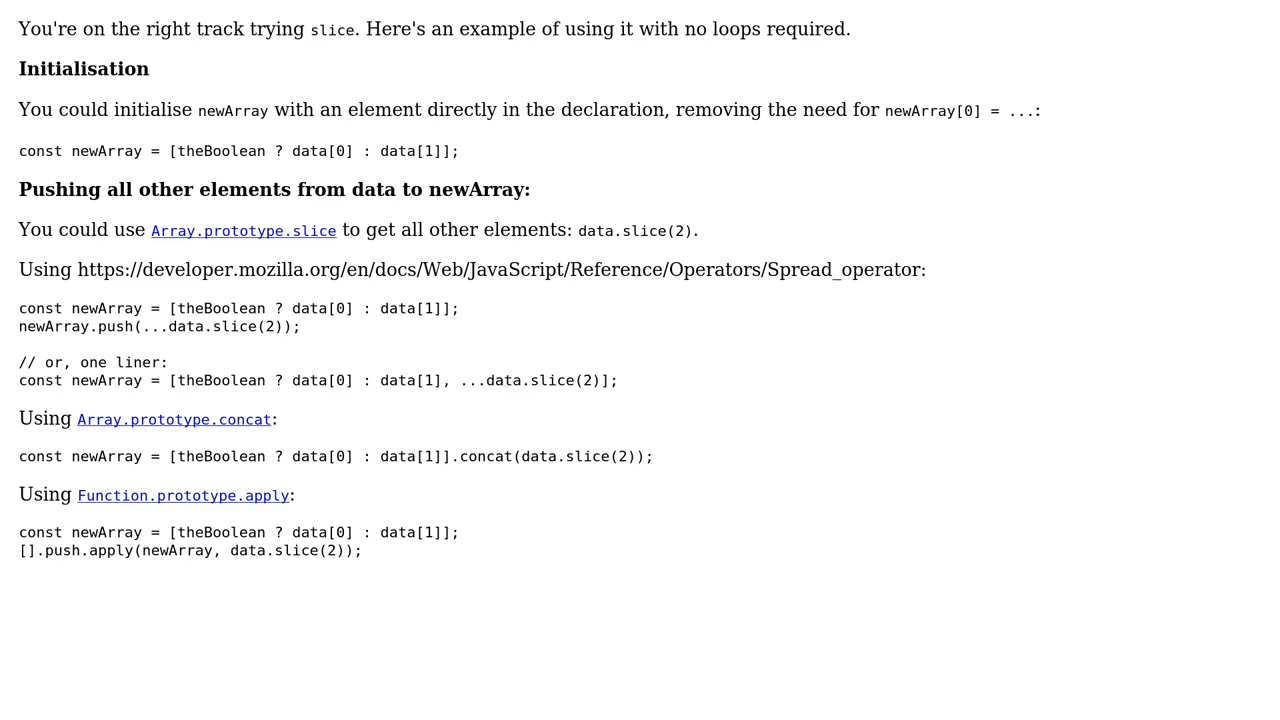 You're on the right track trying slice. Here's an example of using it with no loops required.
Initialisation
You could initialise newArray with an element directly in the declaration, removing the need for newArray[0] = ...:
const newArray = [theBoolean ? data[0] : data[1]];
Pushing all other elements from data to newArray:
You could use Array.prototype.slice to get all other elements: data.slice(2).
Using https://developer.mozilla.org/en/docs/Web/JavaScript/Reference/Operators/Spread_operator:
const newArray = [theBoolean ? data[0] : data[1]];
newArray.push(...data.slice(2));
// or, one liner:
const newArray = [theBoolean ? data[0] : data[1], ...data.slice(2)];
Using Array.prototype.concat:
const newArray = [theBoolean ? data[0] : data[1]].concat(data.slice(2));
Using Function.prototype.apply:
const newArray = [theBoolean ? data[0] : data[1]];
[].push.apply(newArray, data.slice(2));